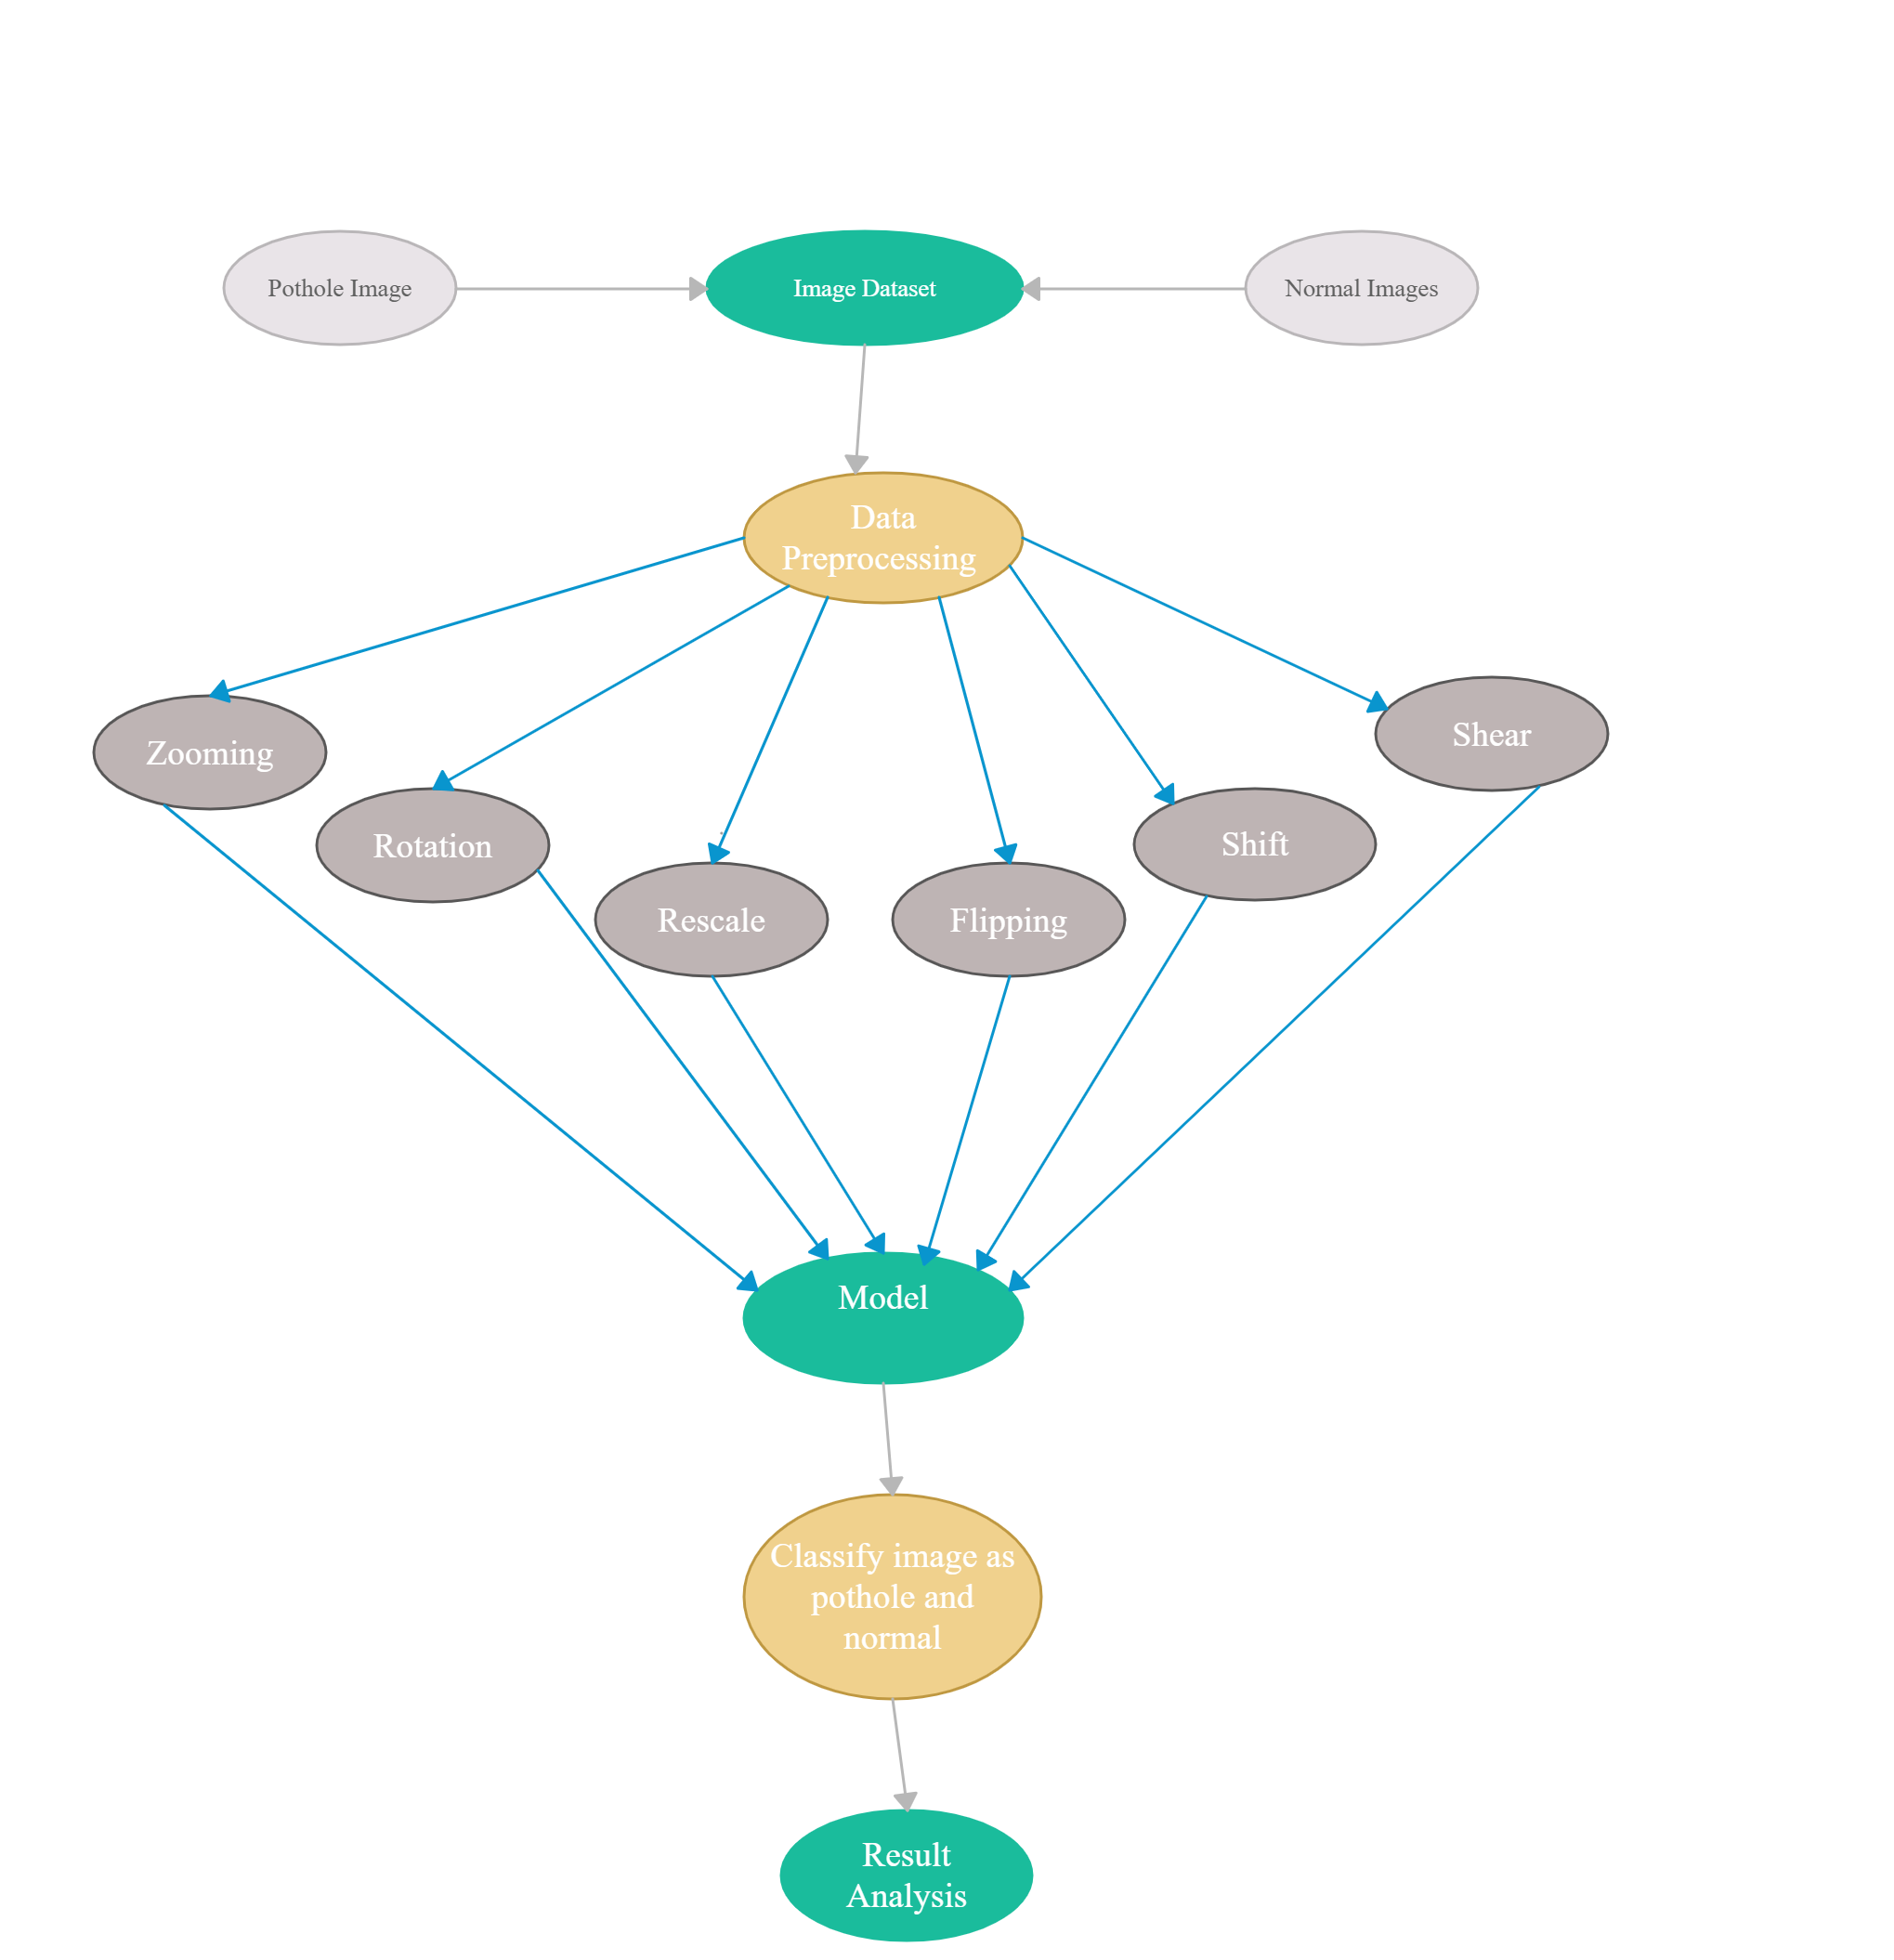 Pothole Image
Image Dataset
Normal Images
Data
Preprocessing
Zooming
Rotation
Rescale
Flipping
Shift
Shear
Model
Classify image as
pothole and
normal
Result
Analysis